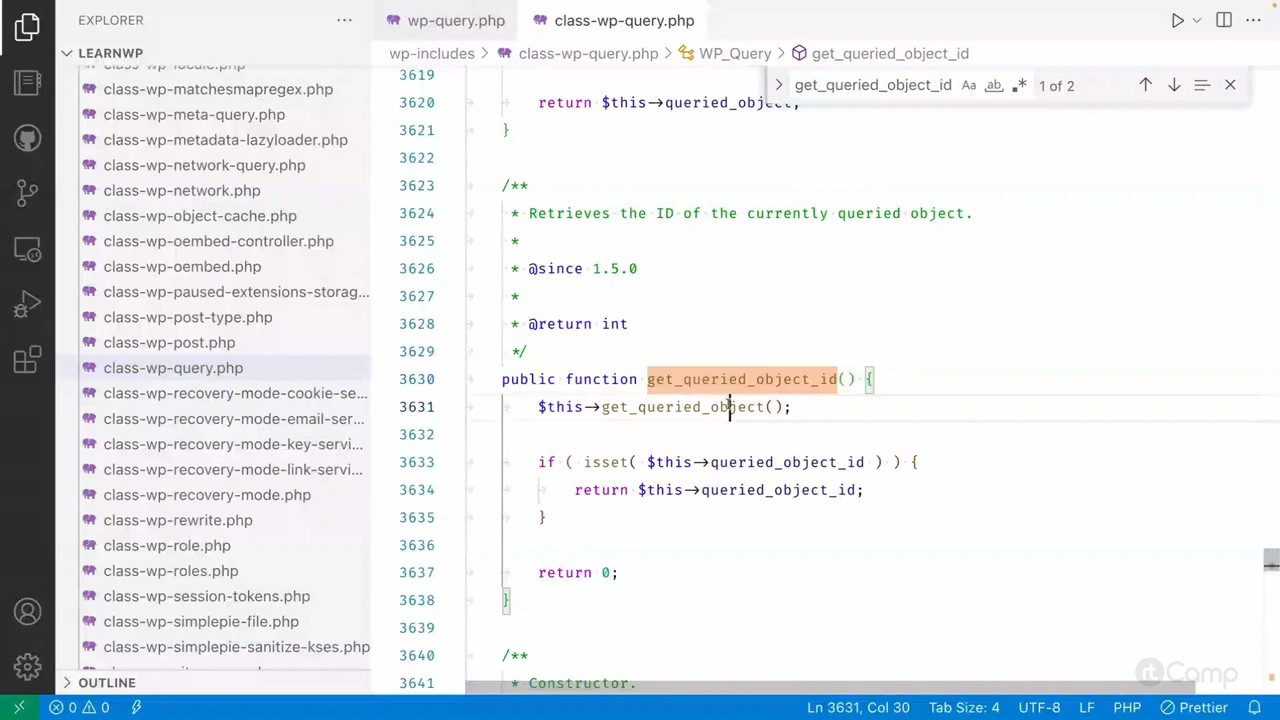 EXPLORER
LEARNWP
class-wp-locale.php
class-wp-matchesmapregex.php
class-wp-meta-query.php
class-wp-metadata-lazyloader.php
class-wp-network-query.php
class-wp-network.php
class-wp-object-cache.php
class-wp-oembed-controller.php
class-wp-oembed.php
class-wp-paused-extensions-storag...
class-wp-post-type.php
class-wp-post.php
class-wp-query.php
class-wp-recovery-mode-cookie-se...
class-wp-recovery-mode-email-ser...
class-wp-recovery-mode-key-servi...
class-wp-recovery-mode-link-servi...
class-wp-recovery-mode.php
class-wp-rewrite.php
class-wp-role.php
class-wp-roles.php
class-wp-session-tokens.php
class-wp-simplepie-file.php
class-wp-simplepie-sanitize-kses.php
OUTLINE
wp-query.php
class-wp-query.php
wp-includes > class-wp-query.php > WP_Query > get_queried_object_id
get_queried_object_id Aa ab .* 1 of 2
3619
3620 return $this->queried_object;
3621 }
3622
3623 /**
3624 * Retrieves the ID of the currently queried object.
3625 *
3626 * @since 1.5.0
3627 *
3628 * @return int
3629 */
3630 public function get_queried_object_id() {
3631 $this->get_queried_object();
3632
3633 if ( isset( $this->queried_object_id ) ) {
3634 return $this->queried_object_id;
3635 }
3636
3637 return 0;
3638 }
3639
3640 /**
3641 * Constructor.
rtCamp
0 0 Ln 3631, Col 30 Tab Size: 4 UTF-8 LF PHP Prettier